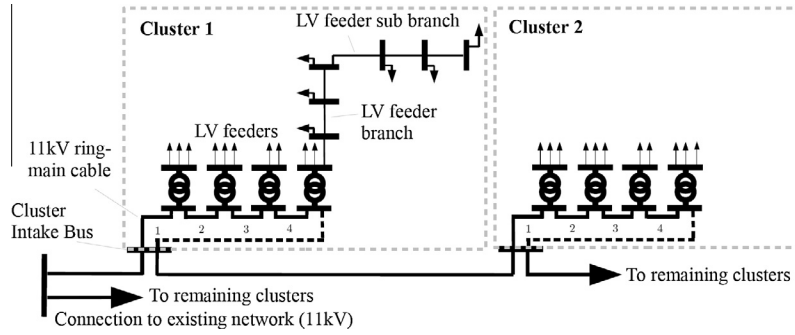 Cluster 1
LV feeder sub branch
Cluster 2
LV feeders
LV feeder
branch
11kV ring-
main cable
Cluster
Intake Bus
1 2 3 4
1 2 3 4
To remaining clusters
To remaining clusters
Connection to existing network (11kV)